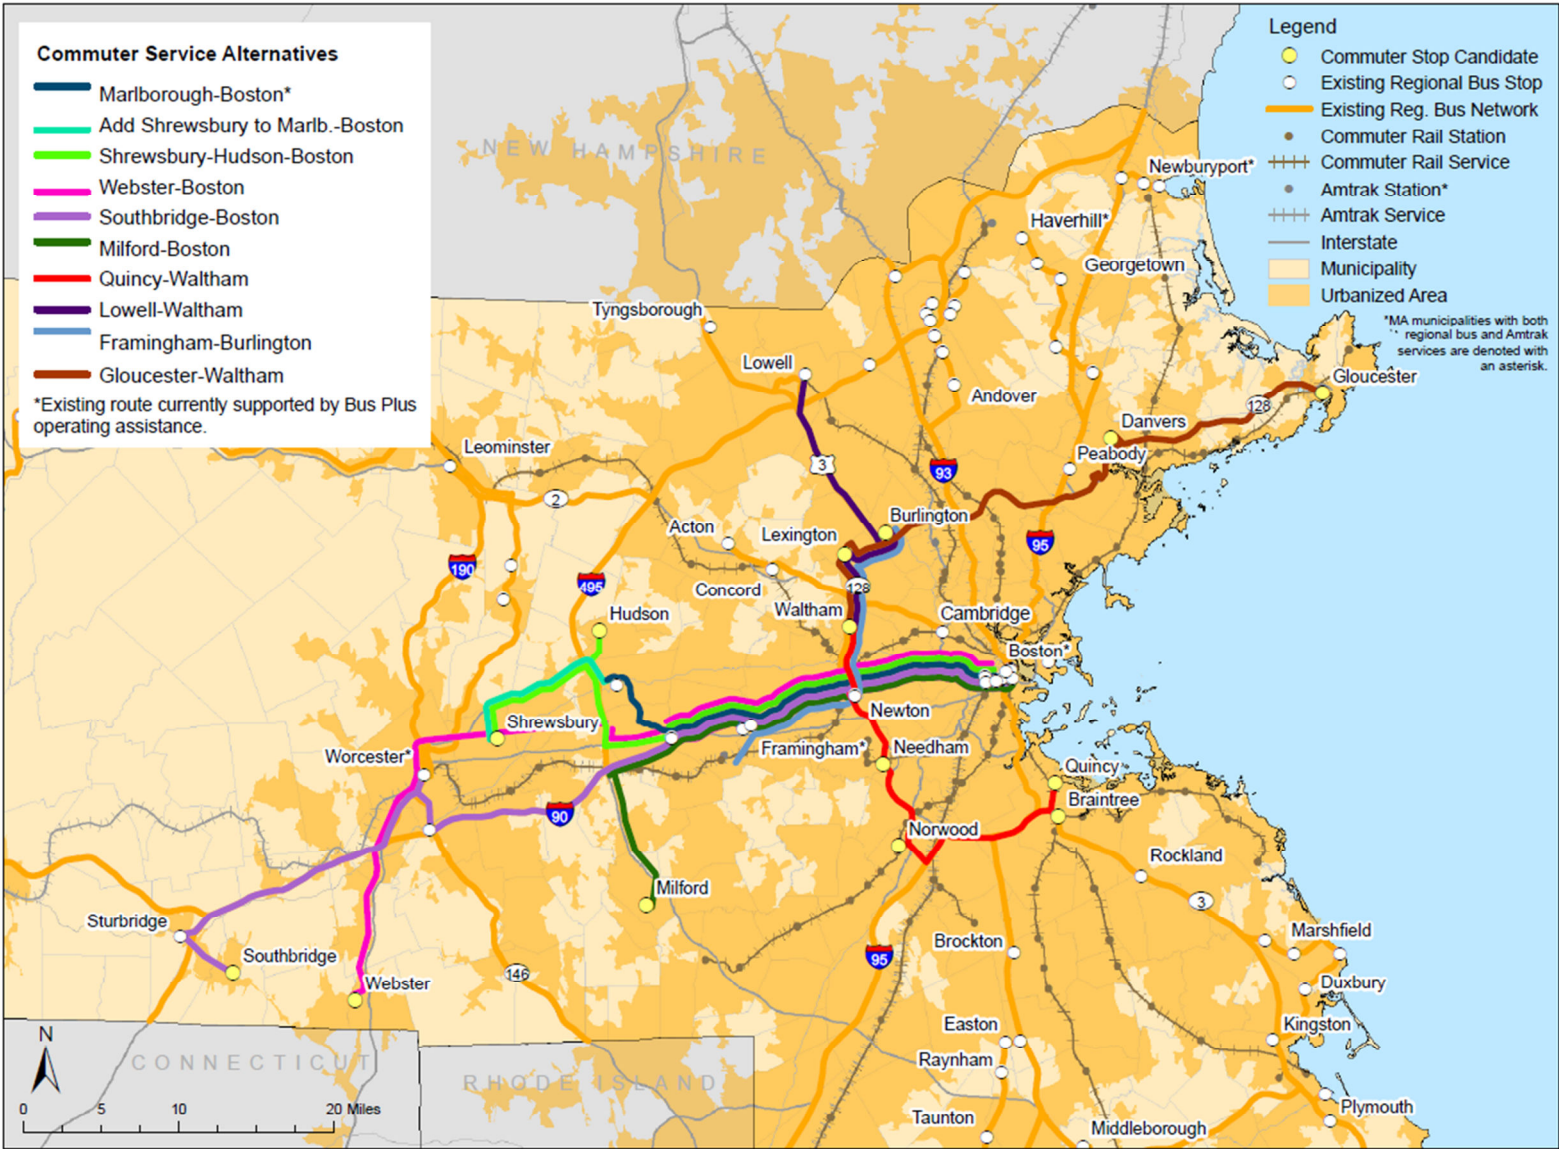 Commuter Service Alternatives
Marlborough-Boston*
Add Shrewsbury to Marlb.-Boston
Shrewsbury-Hudson-Boston
Webster-Boston
Southbridge-Boston
Milford-Boston
Quincy-Waltham
Lowell-Waltham
Framingham-Burlington
Gloucester-Waltham
*Existing route currently supported by Bus Plus
operating assistance.
Legend
Commuter Stop Candidate
Existing Regional Bus Stop
Existing Reg. Bus Network
Commuter Rail Station
Commuter Rail Service
Amtrak Station*
Amtrak Service
Interstate
Municipality
Urbanized Area
*MA municipalities with both
regional bus and Amtrak
services are denoted with
an asterisk.
NEW HAMPSHIRE
Newburyport*
Haverhill*
Georgetown
Tyngsborough
Lowell
Andover
Gloucester
128
Danvers
Peabody
Leominster
3
93
2
Burlington
Acton
Lexington
95
190
495
Concord
128
Hudson
Waltham
Cambridge
Boston*
Shrewsbury
Newton
Worcester*
Framingham*
Needham
Quincy
Braintree
90
Norwood
Rockland
Milford
3
Sturbridge
Marshfield
Brockton
Southbridge
95
146
Webster
Duxbury
Easton
Kingston
N
CONNECTICUT
Raynham
RHODE ISLAND
0 5 10 20 Miles
Plymouth
Taunton
Middleborough